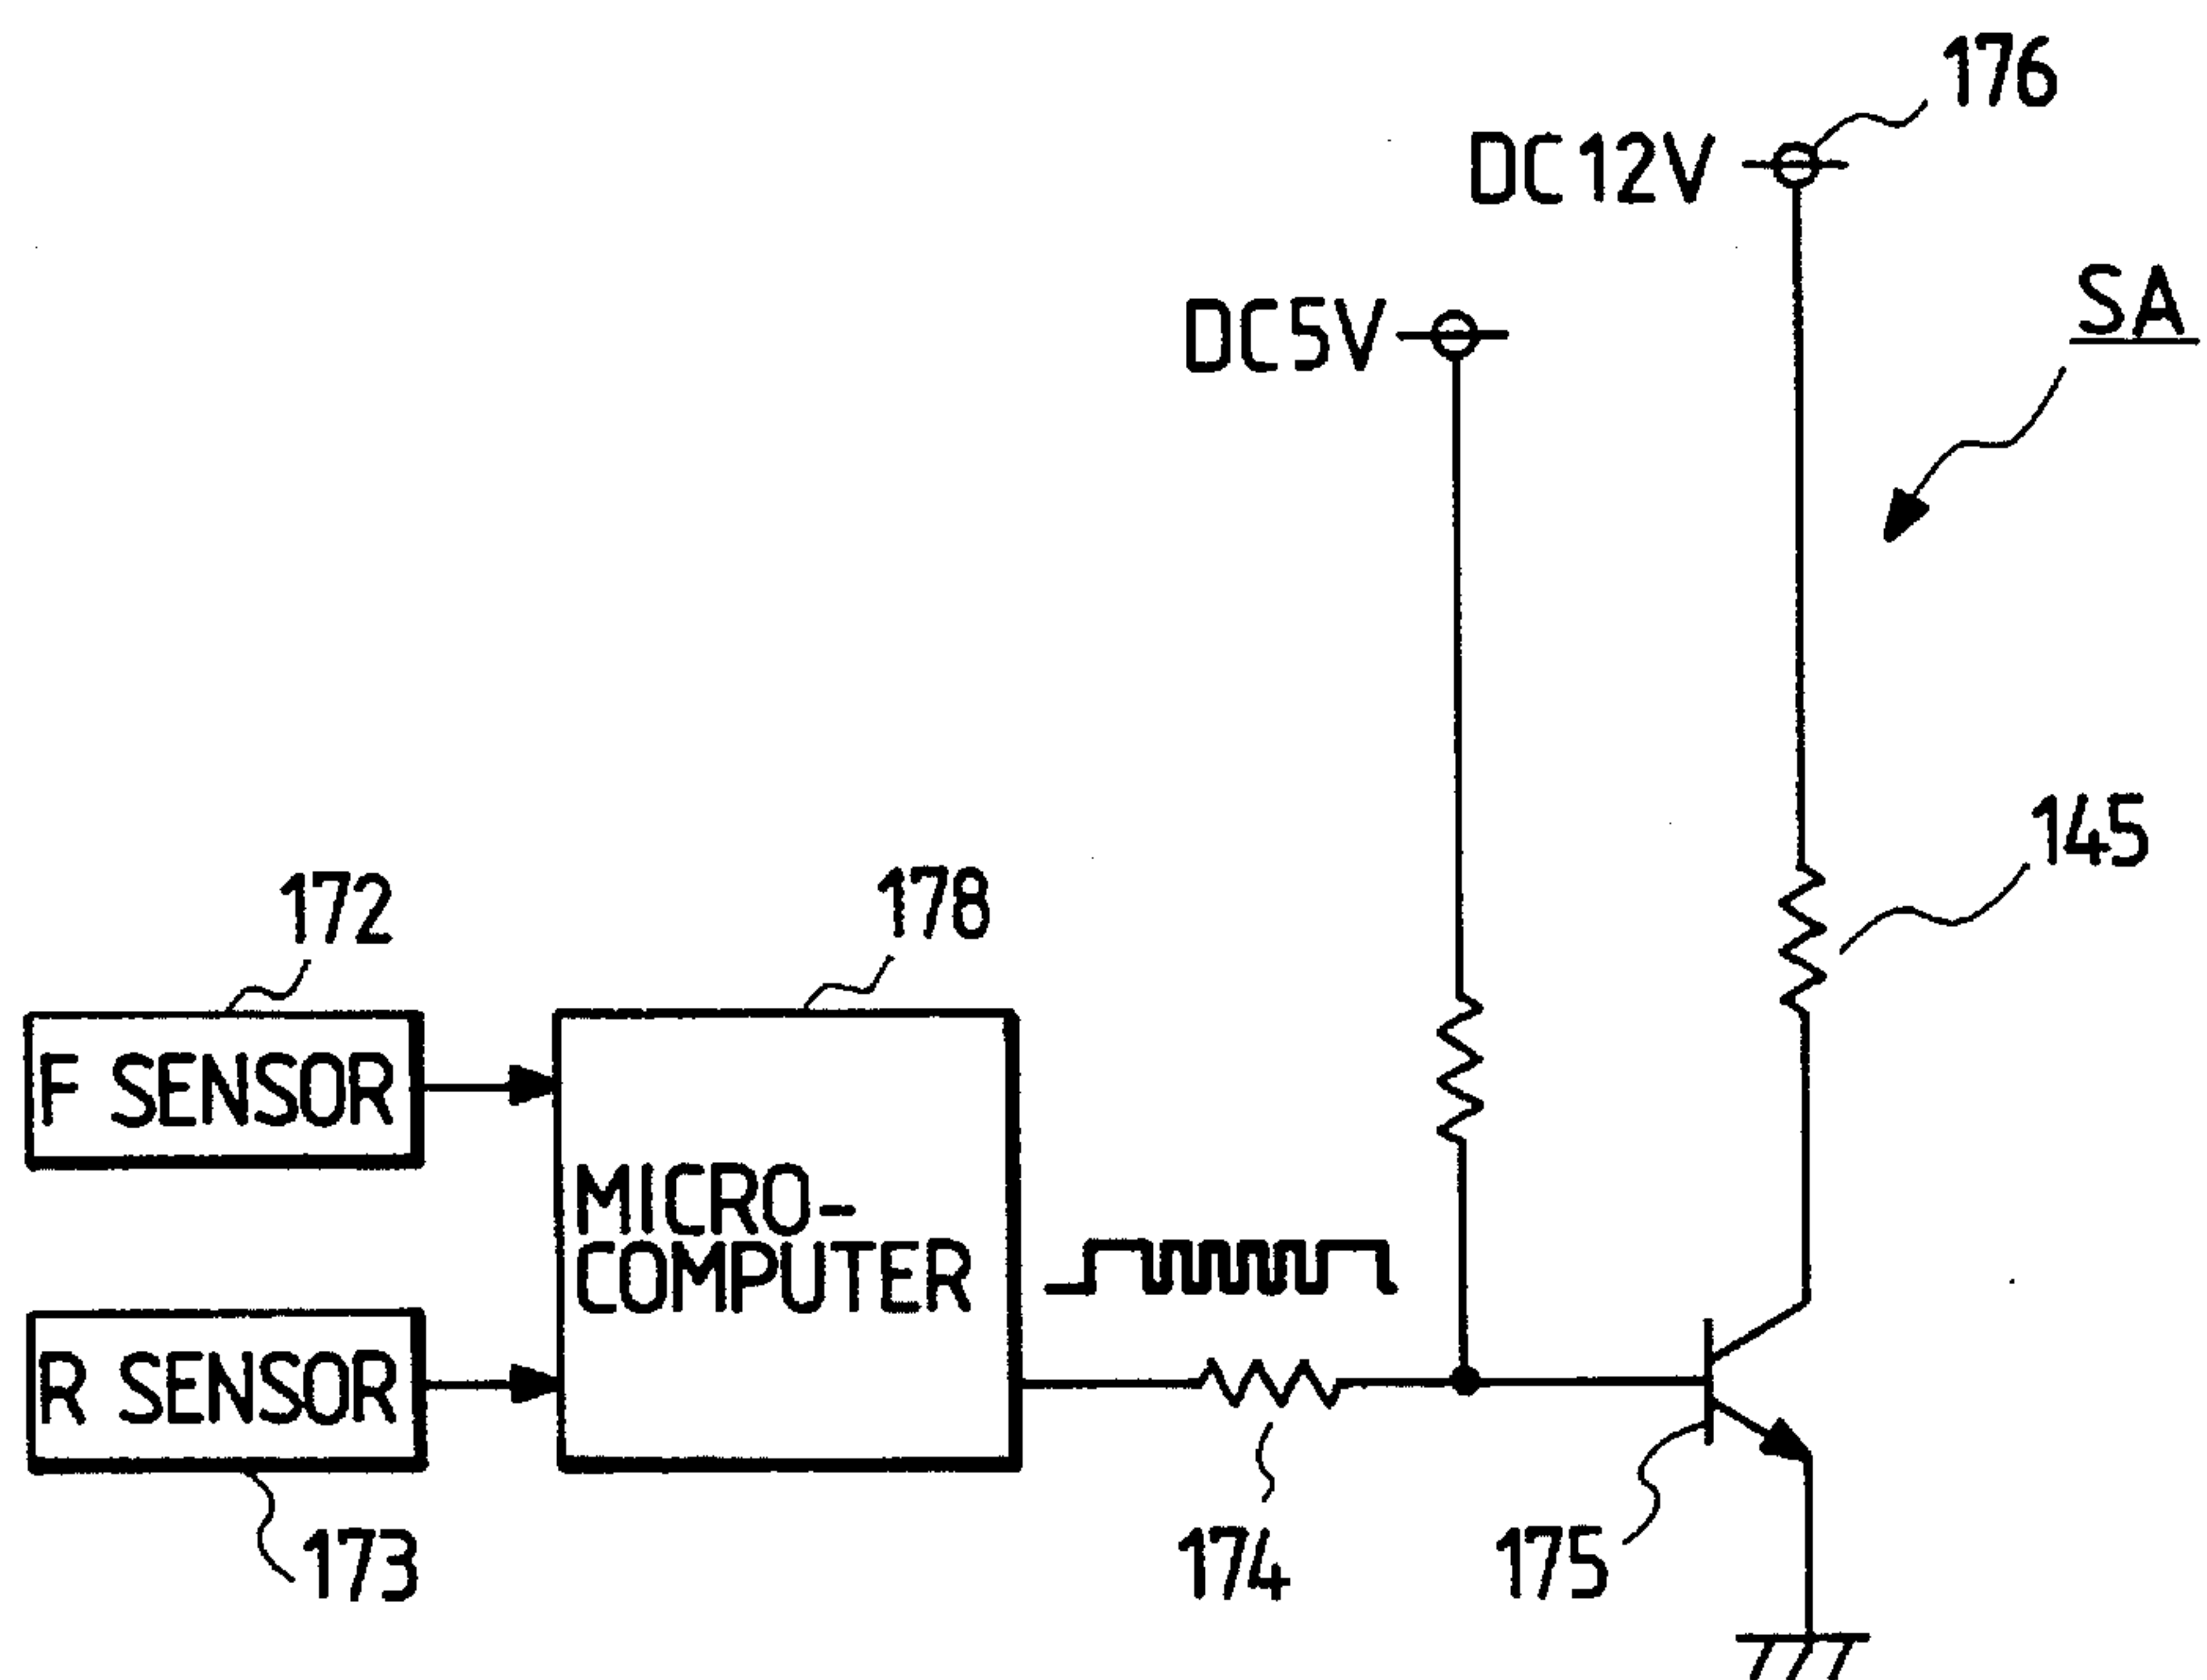 176
DC12V
SA
DC5V
145
172
178
F SENSOR
MICRO-
COMPUTER
R SENSOR
173
174
175